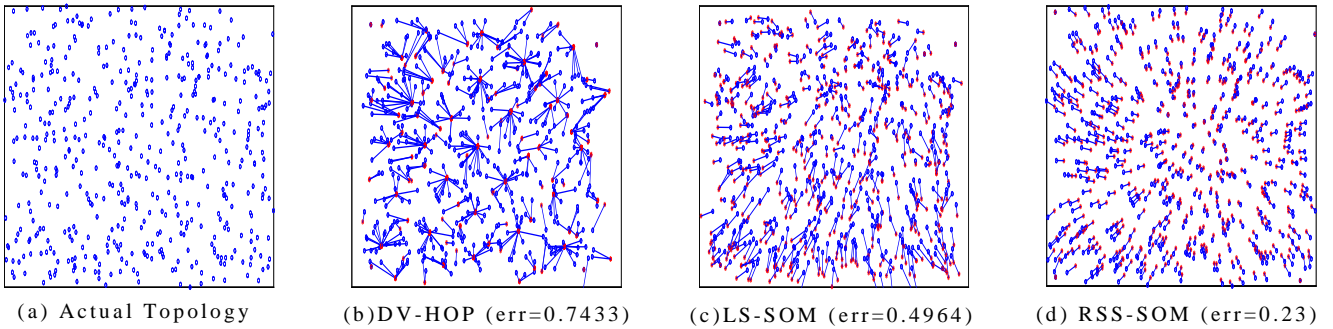 (a) Actual Topology
(b)DV-HOP (err=0.7433)
(c)LS-SOM (err=0.4964)
(d) RSS-SOM (err=0.23)